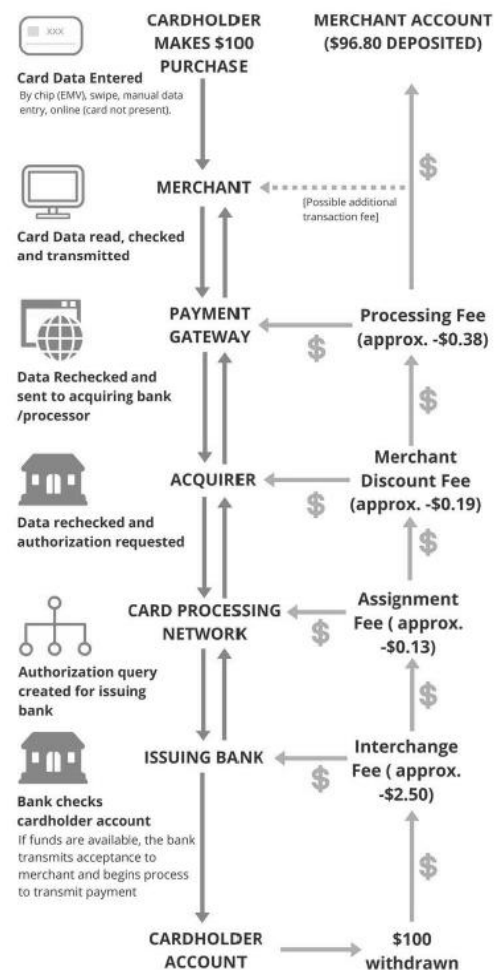 XXX
Card Data Entered
By chip (EMV), swipe, manual data
entry, online (card not present).
Card Data read, checked
and transmitted
Data Rechecked and
sent to acquiring bank
/processor
Data rechecked and
authorization requested
Authorization query
created for issuing
bank
Bank checks
cardholder account
If funds are available, the bank
transmits acceptance to
merchant and begins process
to transmit payment
CARDHOLDER
MAKES $100
PURCHASE
MERCHANT
PAYMENT
GATEWAY
ACQUIRER
CARD PROCESSING
NETWORK
ISSUING BANK
CARDHOLDER
ACCOUNT
MERCHANT ACCOUNT
($96.80 DEPOSITED)
$
[Possible additional
transaction fee]
Processing Fee
(approx. -$0.38)
$
$
Merchant
Discount Fee
(approx. -$0.19)
$
$
Assignment
Fee ( approx.
-$0.13)
$
$
Interchange
Fee ( approx.
-$2.50)
$
$
$100
withdrawn